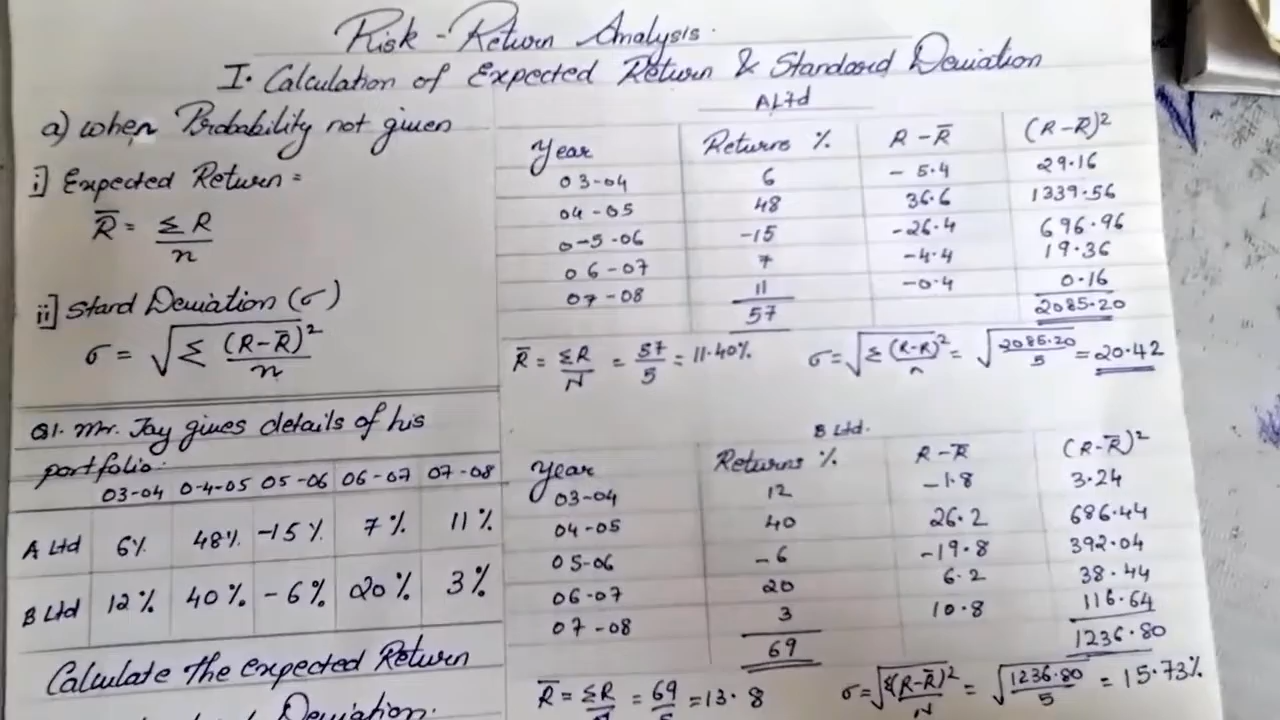 Risk - Return Analysis.
I. Calculation of Expected Return & Standard Deviation
a) when Probability not given
i] Expected Return =
R̅ = ΣR / n
ii] Stard Deviation (σ)
σ = √Σ (R-R̅)² / n
Q1. Mr. Jay gives details of his
portfolio.
03-04 0-4-05 05-06 06-07 07-08
A Ltd 6% 48% -15% 7% 11%
B Ltd 12% 40% -6% 20% 3%
Calculate the expected Return
Deviation.
A Ltd
Year Returns % R-R̅ (R-R̅)²
03-04 6 -5.4 29.16
04-05 48 36.6 1339.56
0-5-06 -15 -26.4 696.96
06-07 7 -4.4 19.36
07-08 11 -0.4 0.16
57 2085.20
R̅ = ΣR / N = 57 / 5 = 11.40% σ = √Σ (R-R̅)² / n = √2085.20 / 5 = 20.42
B Ltd.
Year Returns % R-R̅ (R-R̅)²
03-04 12 -1.8 3.24
04-05 40 26.2 686.44
05-06 -6 -19.8 392.04
06-07 20 6.2 38.44
07-08 3 10.8 116.64
69 1236.80
R̅ = ΣR / N = 69 / 5 = 13.8 σ = √Σ(R-R̅)² / N = √1236.80 / 5 = 15.73%